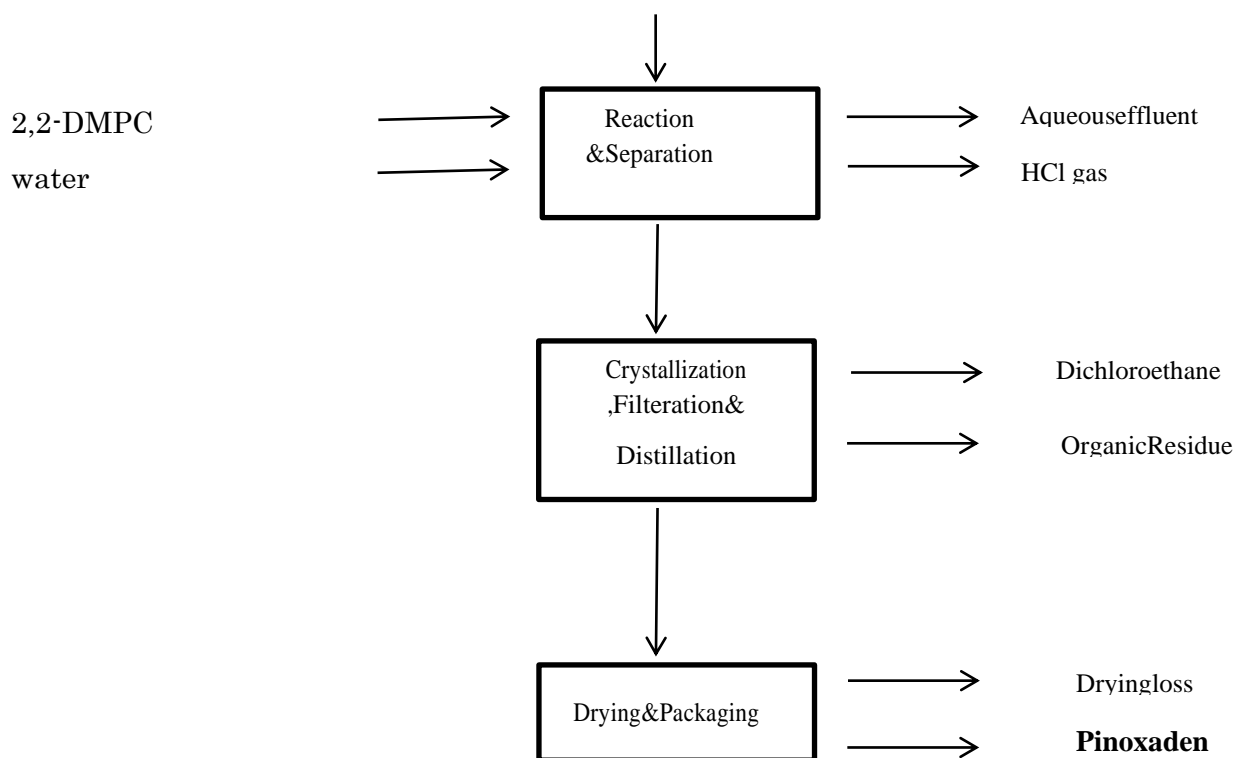 2,2-DMPC
water
Reaction
&Separation
Aqueouseffluent
HCl gas
Crystallization
,Filteration&
Distillation
Dichloroethane
OrganicResidue
Drying&Packaging
Dryingloss
Pinoxaden